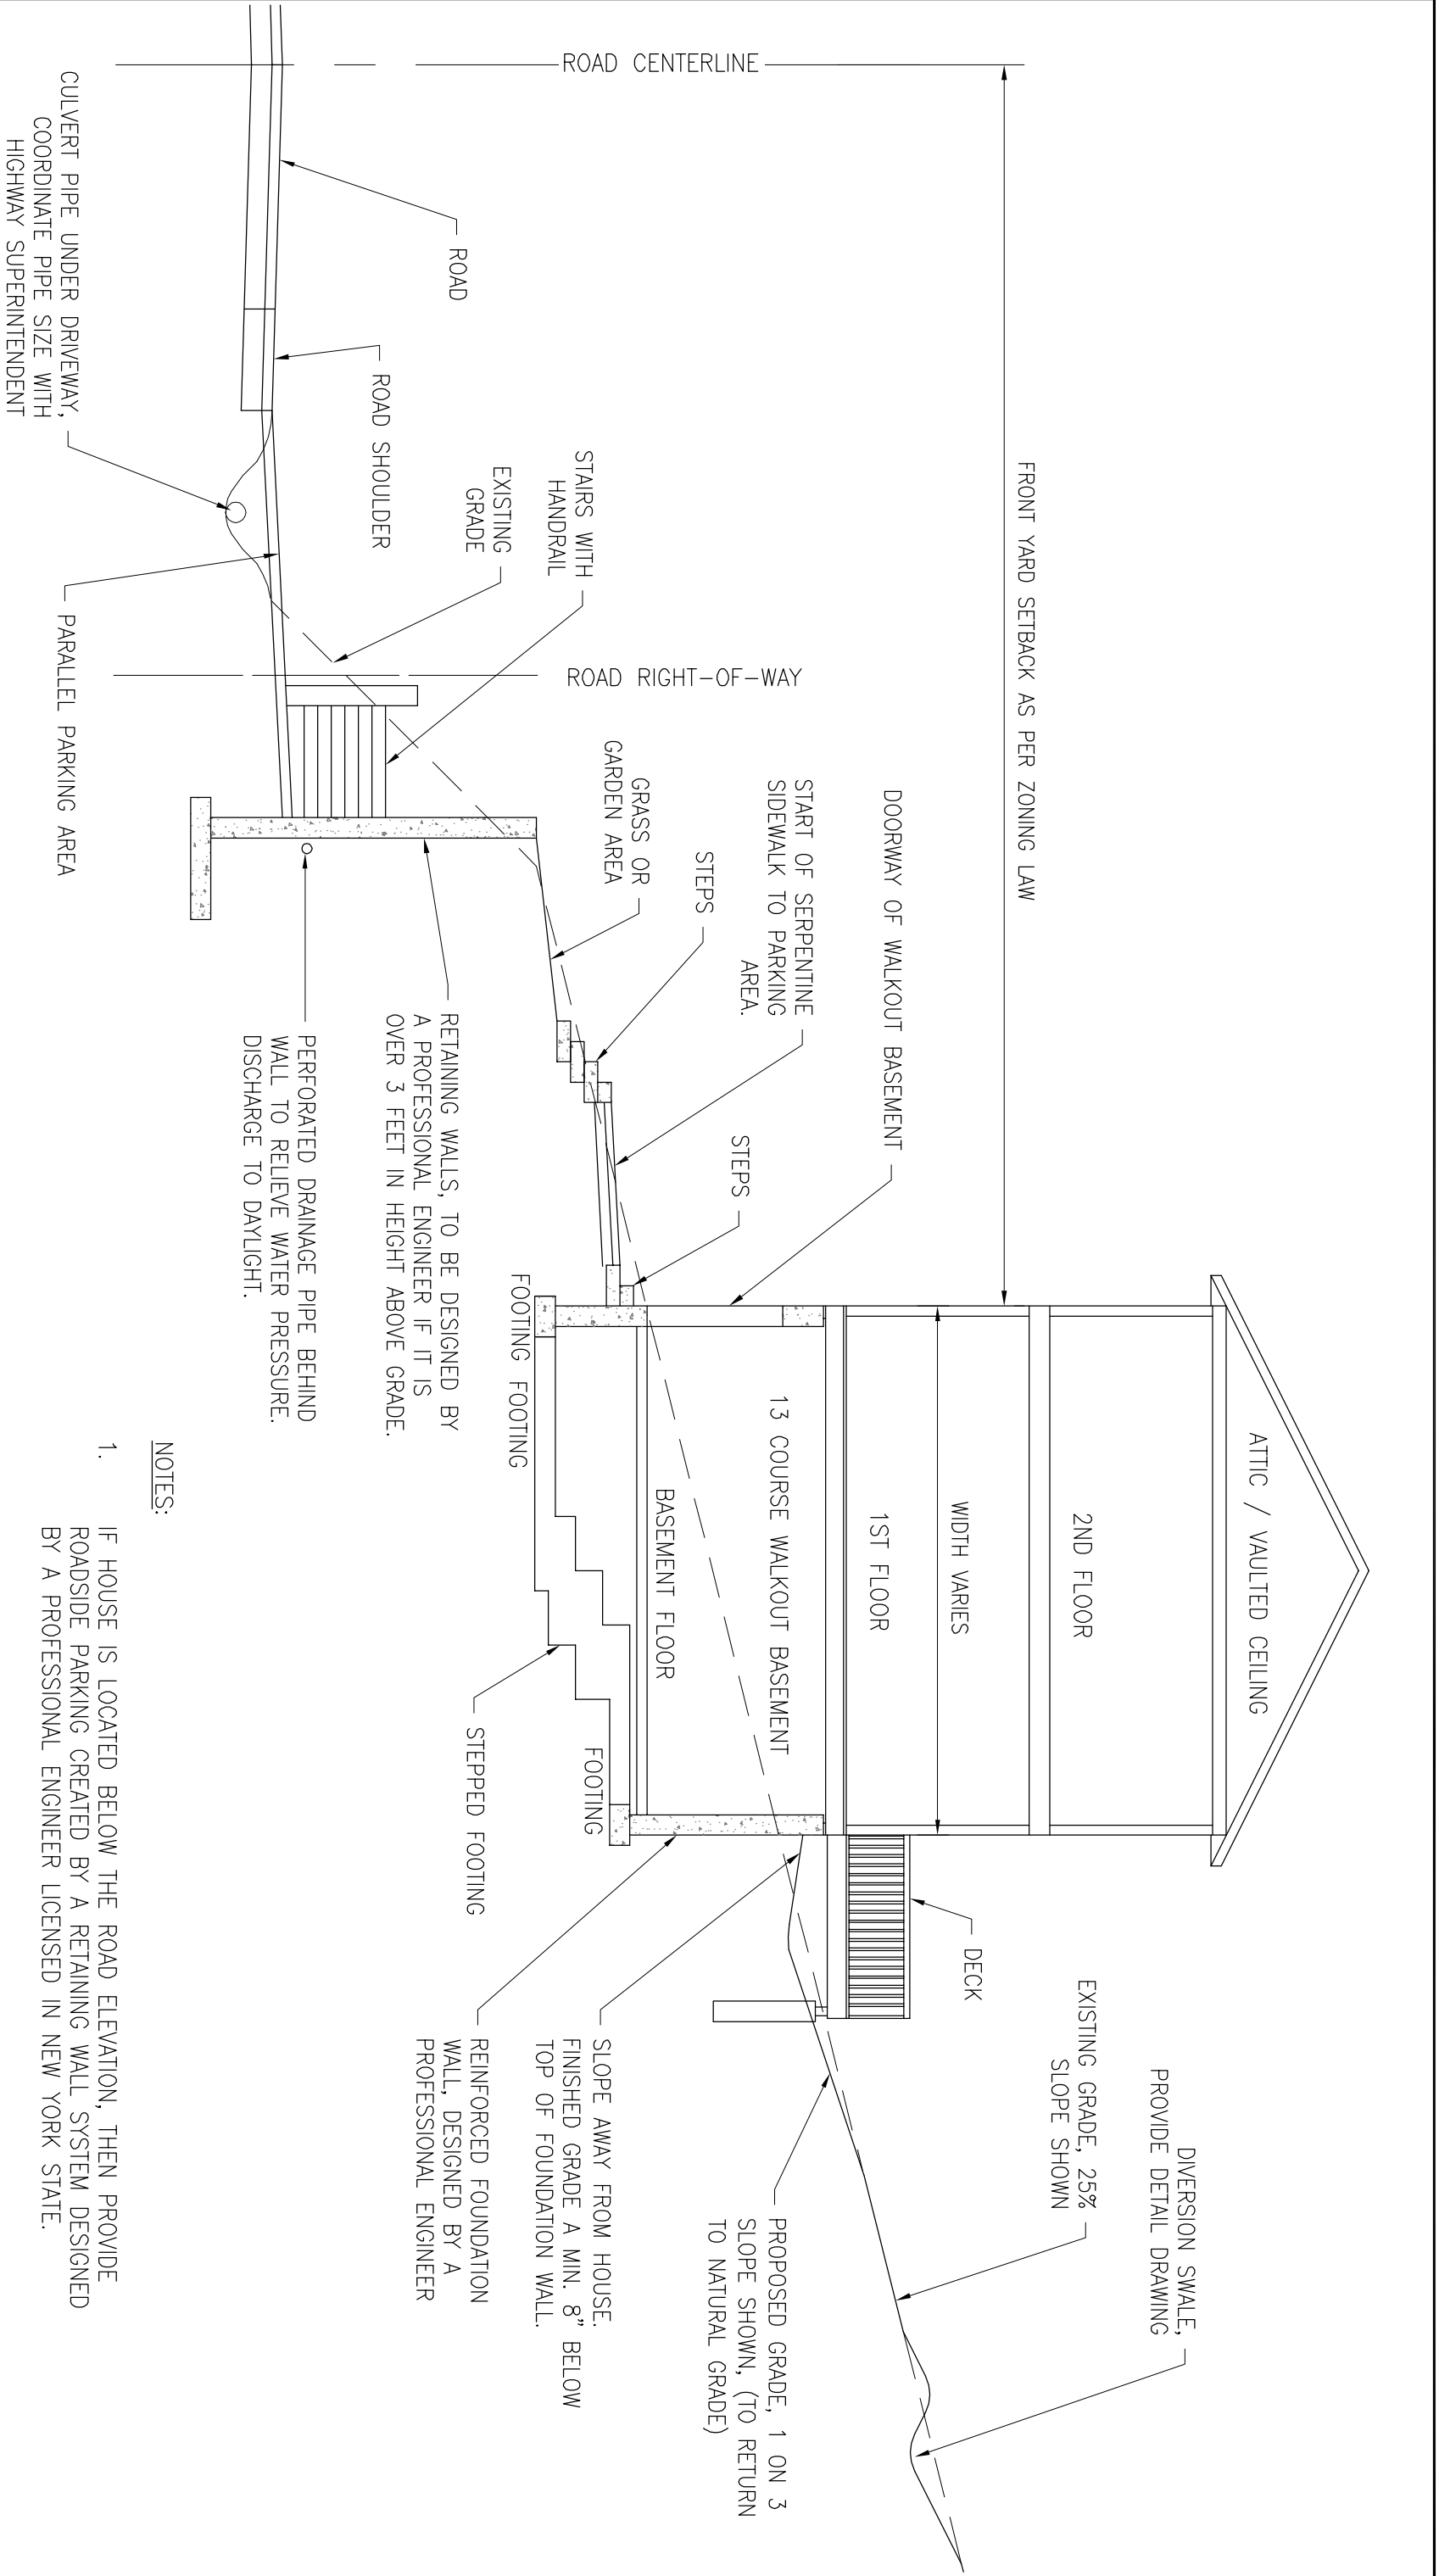 ROAD CENTERLINE
FRONT YARD SETBACK AS PER ZONING LAW
ROAD
ROAD SHOULDER
CULVERT PIPE UNDER DRIVEWAY,
COORDINATE PIPE SIZE WITH
HIGHWAY SUPERINTENDENT
STAIRS WITH
HANDRAIL
EXISTING
GRADE
PARALLEL PARKING AREA
ROAD RIGHT-OF-WAY
DOORWAY OF WALKOUT BASEMENT
START OF SERPENTINE
SIDEWALK TO PARKING
AREA.
STEPS
GRASS OR
GARDEN AREA
STEPS
RETAINING WALLS, TO BE DESIGNED BY
A PROFESSIONAL ENGINEER IF IT IS
OVER 3 FEET IN HEIGHT ABOVE GRADE.
PERFORATED DRAINAGE PIPE BEHIND
WALL TO RELIEVE WATER PRESSURE.
DISCHARGE TO DAYLIGHT.
ATTIC / VAULTED CEILING
2ND FLOOR
WIDTH VARIES
1ST FLOOR
13 COURSE WALKOUT BASEMENT
BASEMENT FLOOR
FOOTING FOOTING
FOOTING
STEPPED FOOTING
DECK
DIVERSION SWALE,
PROVIDE DETAIL DRAWING
EXISTING GRADE, 25%
SLOPE SHOWN
PROPOSED GRADE, 1 ON 3
SLOPE SHOWN, (TO RETURN
TO NATURAL GRADE)
SLOPE AWAY FROM HOUSE.
FINISHED GRADE A MIN. 8" BELOW
TOP OF FOUNDATION WALL.
REINFORCED FOUNDATION
WALL, DESIGNED BY A
PROFESSIONAL ENGINEER
NOTES:
1. IF HOUSE IS LOCATED BELOW THE ROAD ELEVATION, THEN PROVIDE
ROADSIDE PARKING CREATED BY A RETAINING WALL SYSTEM DESIGNED
BY A PROFESSIONAL ENGINEER LICENSED IN NEW YORK STATE.